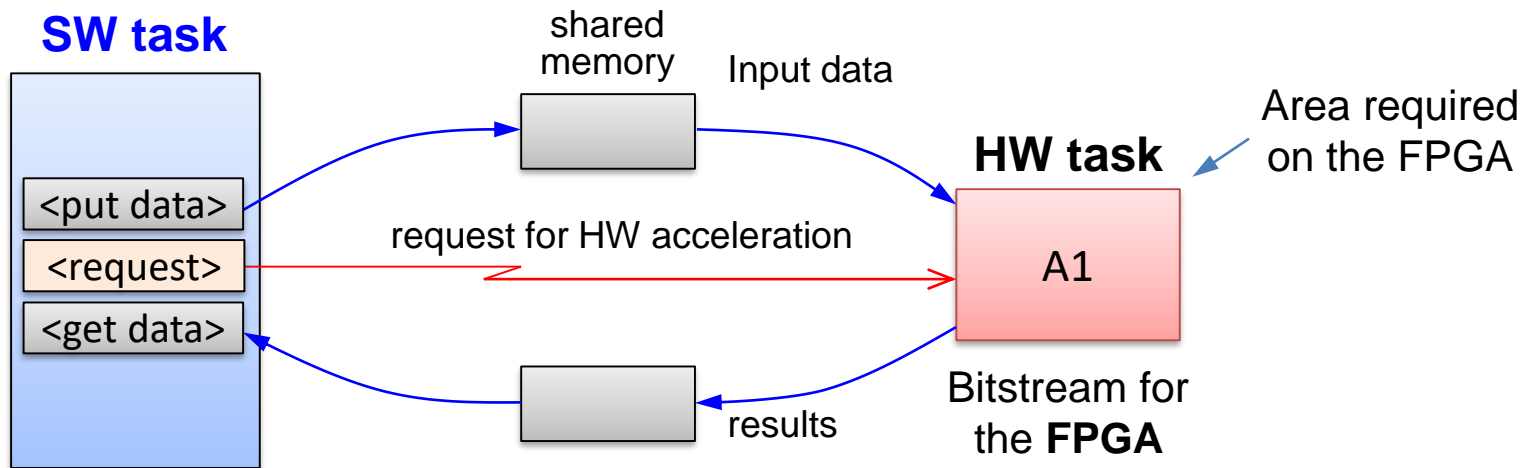 SW task
<put data>
<request>
<get data>
shared
memory
Input data
request for HW acceleration
results
HW task
A1
Bitstream for
the FPGA
Area required
on the FPGA